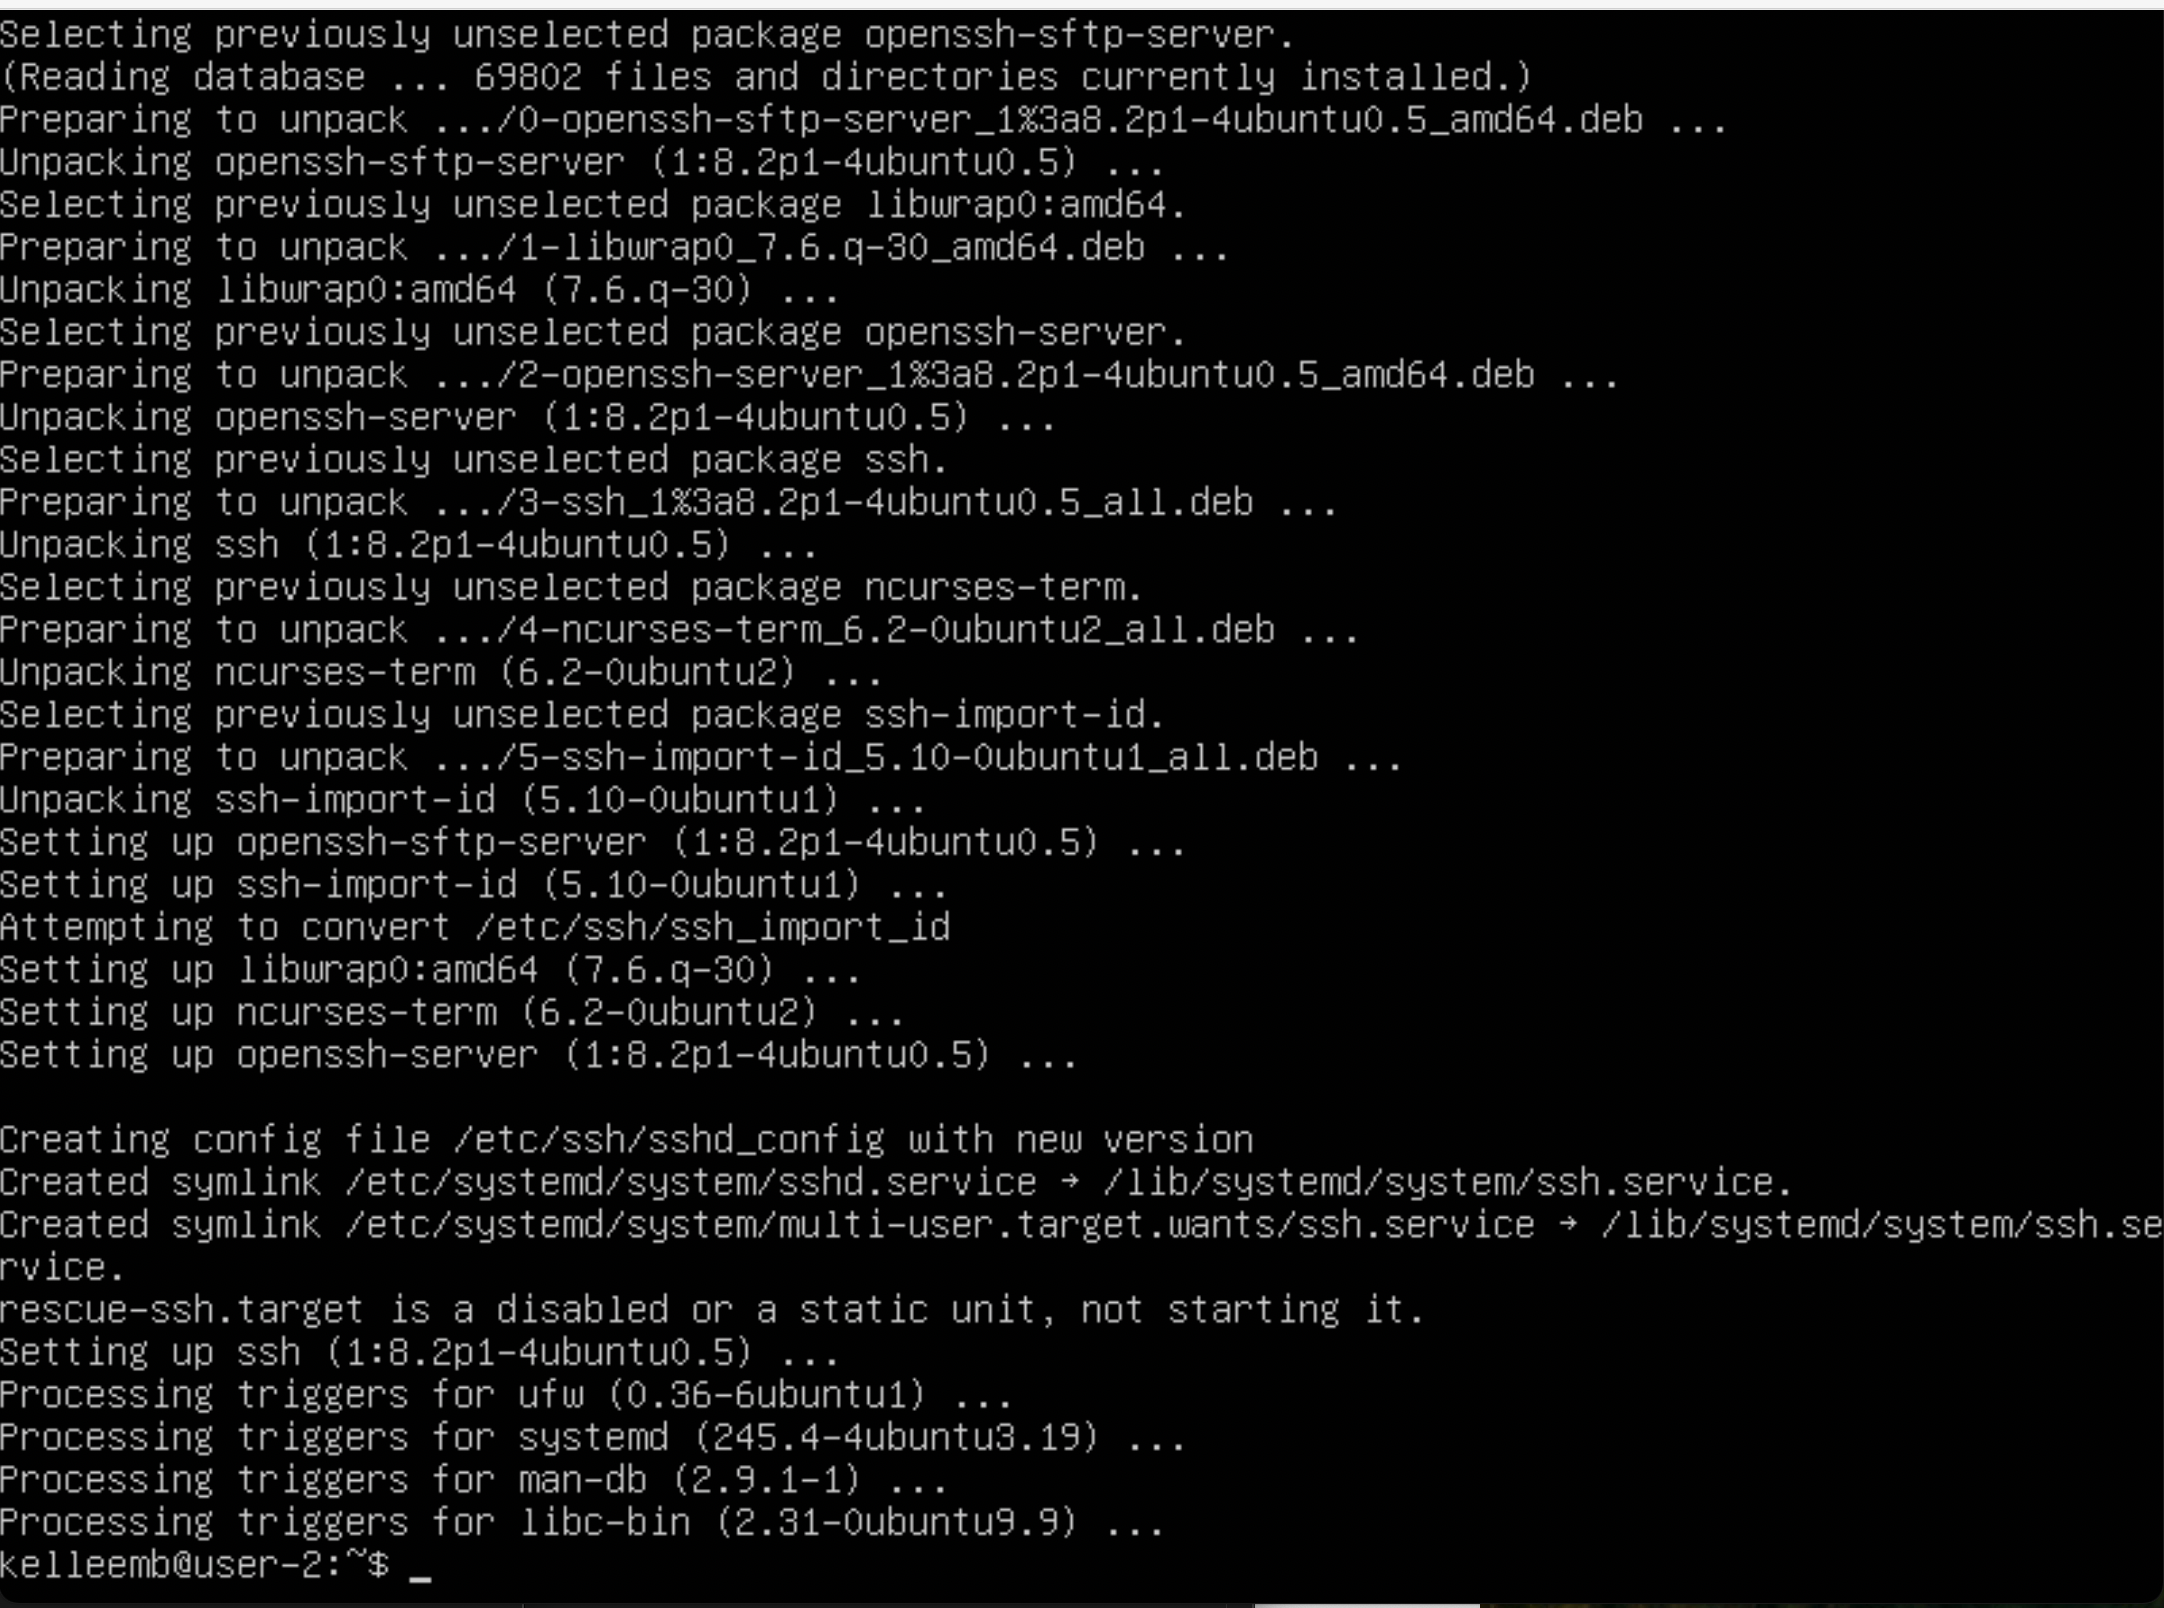 Selecting previously unselected package openssh-sftp-server.
(Reading database ... 69802 files and directories currently installed.)
Preparing to unpack .../0-openssh-sftp-server_1%3a8.2p1-4ubuntu0.5_amd64.deb ...
Unpacking openssh-sftp-server (1:8.2p1-4ubuntu0.5) ...
Selecting previously unselected package libwrap0:amd64.
Preparing to unpack .../1-libwrap0_7.6.q-30_amd64.deb ...
Unpacking libwrap0:amd64 (7.6.q-30) ...
Selecting previously unselected package openssh-server.
Preparing to unpack .../2-openssh-server_1%3a8.2p1-4ubuntu0.5_amd64.deb ...
Unpacking openssh-server (1:8.2p1-4ubuntu0.5) ...
Selecting previously unselected package ssh.
Preparing to unpack .../3-ssh_1%3a8.2p1-4ubuntu0.5_all.deb ...
Unpacking ssh (1:8.2p1-4ubuntu0.5) ...
Selecting previously unselected package ncurses-term.
Preparing to unpack .../4-ncurses-term_6.2-0ubuntu2_all.deb ...
Unpacking ncurses-term (6.2-0ubuntu2) ...
Selecting previously unselected package ssh-import-id.
Preparing to unpack .../5-ssh-import-id_5.10-0ubuntu1_all.deb ...
Unpacking ssh-import-id (5.10-0ubuntu1) ...
Setting up openssh-sftp-server (1:8.2p1-4ubuntu0.5) ...
Setting up ssh-import-id (5.10-0ubuntu1) ...
Attempting to convert /etc/ssh/ssh_import_id
Setting up libwrap0:amd64 (7.6.q-30) ...
Setting up ncurses-term (6.2-0ubuntu2) ...
Setting up openssh-server (1:8.2p1-4ubuntu0.5) ...
Creating config file /etc/ssh/sshd_config with new version
Created symlink /etc/systemd/system/sshd.service → /lib/systemd/system/ssh.service.
Created symlink /etc/systemd/system/multi-user.target.wants/ssh.service → /lib/systemd/system/ssh.se
rvice.
rescue-ssh.target is a disabled or a static unit, not starting it.
Setting up ssh (1:8.2p1-4ubuntu0.5) ...
Processing triggers for ufw (0.36-6ubuntu1) ...
Processing triggers for systemd (245.4-4ubuntu3.19) ...
Processing triggers for man-db (2.9.1-1) ...
Processing triggers for libc-bin (2.31-0ubuntu9.9) ...
kelleemb@user-2:~$ _